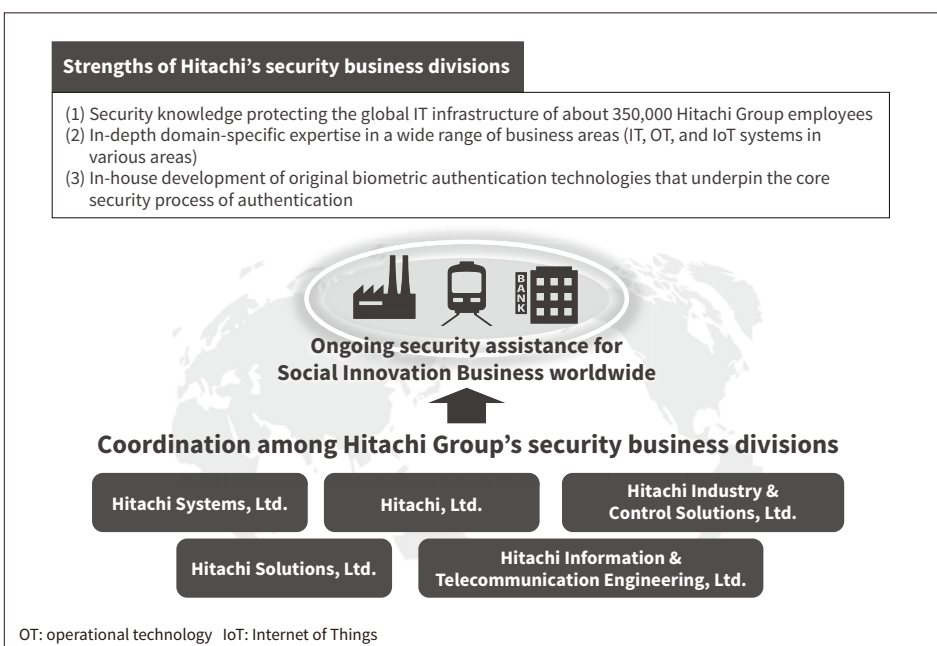 Strengths of Hitachi’s security business divisions
(1) Security knowledge protecting the global IT infrastructure of about 350,000 Hitachi Group employees
(2) In-depth domain-specific expertise in a wide range of business areas (IT, OT, and IoT systems in
various areas)
(3) In-house development of original biometric authentication technologies that underpin the core
security process of authentication
BANK
Ongoing security assistance for
Social Innovation Business worldwide
Coordination among Hitachi Group’s security business divisions
Hitachi Systems, Ltd.
Hitachi, Ltd.
Hitachi Industry &
Control Solutions, Ltd.
Hitachi Solutions, Ltd.
Hitachi Information &
Telecommunication Engineering, Ltd.
OT: operational technology IoT: Internet of Things